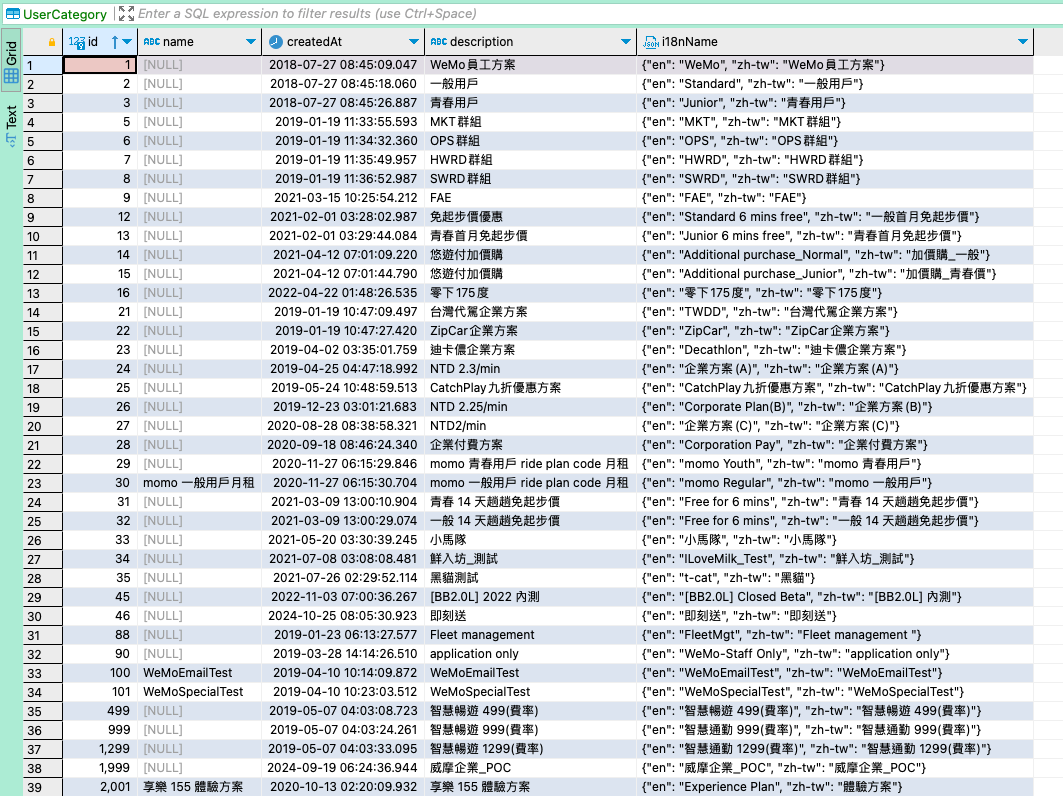 UserCategory Enter a SQL expression to filter results (use Ctrl+Space)
Grid
Text
123 id ABC name createdAt ABC description JSON i18nName
1 1 [NULL] 2018-07-27 08:45:09.047 WeMo員工方案 {"en": "WeMo", "zh-tw": "WeMo員工方案"}
2 2 [NULL] 2018-07-27 08:45:18.060 一般用戶 {"en": "Standard", "zh-tw": "一般用戶"}
3 3 [NULL] 2018-07-27 08:45:26.887 青春用戶 {"en": "Junior", "zh-tw": "青春用戶"}
4 5 [NULL] 2019-01-19 11:33:55.593 MKT群組 {"en": "MKT", "zh-tw": "MKT群組"}
5 6 [NULL] 2019-01-19 11:34:32.360 OPS群組 {"en": "OPS", "zh-tw": "OPS群組"}
6 7 [NULL] 2019-01-19 11:35:49.957 HWRD群組 {"en": "HWRD", "zh-tw": "HWRD群組"}
7 8 [NULL] 2019-01-19 11:36:52.987 SWRD群組 {"en": "SWRD", "zh-tw": "SWRD群組"}
8 9 [NULL] 2021-03-15 10:25:54.212 FAE {"en": "FAE", "zh-tw": "FAE"}
9 12 [NULL] 2021-02-01 03:28:02.987 免起步價優惠 {"en": "Standard 6 mins free", "zh-tw": "一般首月免起步價"}
10 13 [NULL] 2021-02-01 03:29:44.084 青春首月免起步價 {"en": "Junior 6 mins free", "zh-tw": "青春首月免起步價"}
11 14 [NULL] 2021-04-12 07:01:09.220 悠遊付加價購 {"en": "Additional purchase_Normal", "zh-tw": "加價購_一般"}
12 15 [NULL] 2021-04-12 07:01:44.790 悠遊付加價購 {"en": "Additional purchase_Junior", "zh-tw": "加價購_青春價"}
13 16 [NULL] 2022-04-22 01:48:26.535 零下175度 {"en": "零下175度", "zh-tw": "零下175度"}
14 21 [NULL] 2019-01-19 10:47:09.497 台灣代駕企業方案 {"en": "TWDD", "zh-tw": "台灣代駕企業方案"}
15 22 [NULL] 2019-01-19 10:47:27.420 ZipCar企業方案 {"en": "ZipCar", "zh-tw": "ZipCar企業方案"}
16 23 [NULL] 2019-04-02 03:35:01.759 迪卡儂企業方案 {"en": "Decathlon", "zh-tw": "迪卡儂企業方案"}
17 24 [NULL] 2019-04-25 04:47:18.992 NTD 2.3/min {"en": "企業方案(A)", "zh-tw": "企業方案(A)"}
18 25 [NULL] 2019-05-24 10:48:59.513 CatchPlay九折優惠方案 {"en": "CatchPlay九折優惠方案", "zh-tw": "CatchPlay九折優惠方案"}
19 26 [NULL] 2019-12-23 03:01:21.683 NTD 2.25/min {"en": "Corporate Plan(B)", "zh-tw": "企業方案(B)"}
20 27 [NULL] 2020-08-28 08:38:58.321 NTD2/min {"en": "企業方案(C)", "zh-tw": "企業方案(C)"}
21 28 [NULL] 2020-09-18 08:46:24.340 企業付費方案 {"en": "Corporation Pay", "zh-tw": "企業付費方案"}
22 29 [NULL] 2020-11-27 06:15:29.846 momo 青春用戶 ride plan code 月租 {"en": "momo Youth", "zh-tw": "momo 青春用戶"}
23 30 momo 一般用戶月租 2020-11-27 06:15:30.704 momo 一般用戶 ride plan code 月租 {"en": "momo Regular", "zh-tw": "momo 一般用戶"}
24 31 [NULL] 2021-03-09 13:00:10.904 青春 14 天趟趟免起步價 {"en": "Free for 6 mins", "zh-tw": "青春 14 天趟趟免起步價"}
25 32 [NULL] 2021-03-09 13:00:29.074 一般 14 天趟趟免起步價 {"en": "Free for 6 mins", "zh-tw": "一般 14 天趟趟免起步價"}
26 33 [NULL] 2021-05-20 03:30:39.245 小馬隊 {"en": "小馬隊", "zh-tw": "小馬隊"}
27 34 [NULL] 2021-07-08 03:08:08.481 鮮入坊_測試 {"en": "ILoveMilk_Test", "zh-tw": "鮮入坊_測試"}
28 35 [NULL] 2021-07-26 02:29:52.114 黑貓測試 {"en": "t-cat", "zh-tw": "黑貓"}
29 45 [NULL] 2022-11-03 07:00:36.267 [BB2.0L] 2022 內測 {"en": "[BB2.0L] Closed Beta", "zh-tw": "[BB2.0L] 內測"}
30 46 [NULL] 2024-10-25 08:05:30.923 即刻送 {"en": "即刻送", "zh-tw": "即刻送"}
31 88 [NULL] 2019-01-23 06:13:27.577 Fleet management {"en": "FleetMgt", "zh-tw": "Fleet management "}
32 90 [NULL] 2019-03-28 14:14:26.510 application only {"en": "WeMo-Staff Only", "zh-tw": "application only"}
33 100 WeMoEmailTest 2019-04-10 10:14:09.872 WeMoEmailTest {"en": "WeMoEmailTest", "zh-tw": "WeMoEmailTest"}
34 101 WeMoSpecialTest 2019-04-10 10:23:03.512 WeMoSpecialTest {"en": "WeMoSpecialTest", "zh-tw": "WeMoSpecialTest"}
35 499 [NULL] 2019-05-07 04:03:08.723 智慧暢遊 499(費率) {"en": "智慧暢遊 499(費率)", "zh-tw": "智慧暢遊 499(費率)"}
36 999 [NULL] 2019-05-07 04:03:24.261 智慧通勤 999(費率) {"en": "智慧通勤 999(費率)", "zh-tw": "智慧通勤 999(費率)"}
37 1,299 [NULL] 2019-05-07 04:03:33.095 智慧暢遊 1299(費率) {"en": "智慧通勤 1299(費率)", "zh-tw": "智慧通勤 1299(費率)"}
38 1,999 [NULL] 2024-09-19 06:24:36.944 威摩企業_POC {"en": "威摩企業_POC", "zh-tw": "威摩企業_POC"}
39 2,001 享樂 155 體驗方案 2020-10-13 02:20:09.932 享樂 155 體驗方案 {"en": "Experience Plan", "zh-tw": "體驗方案"}